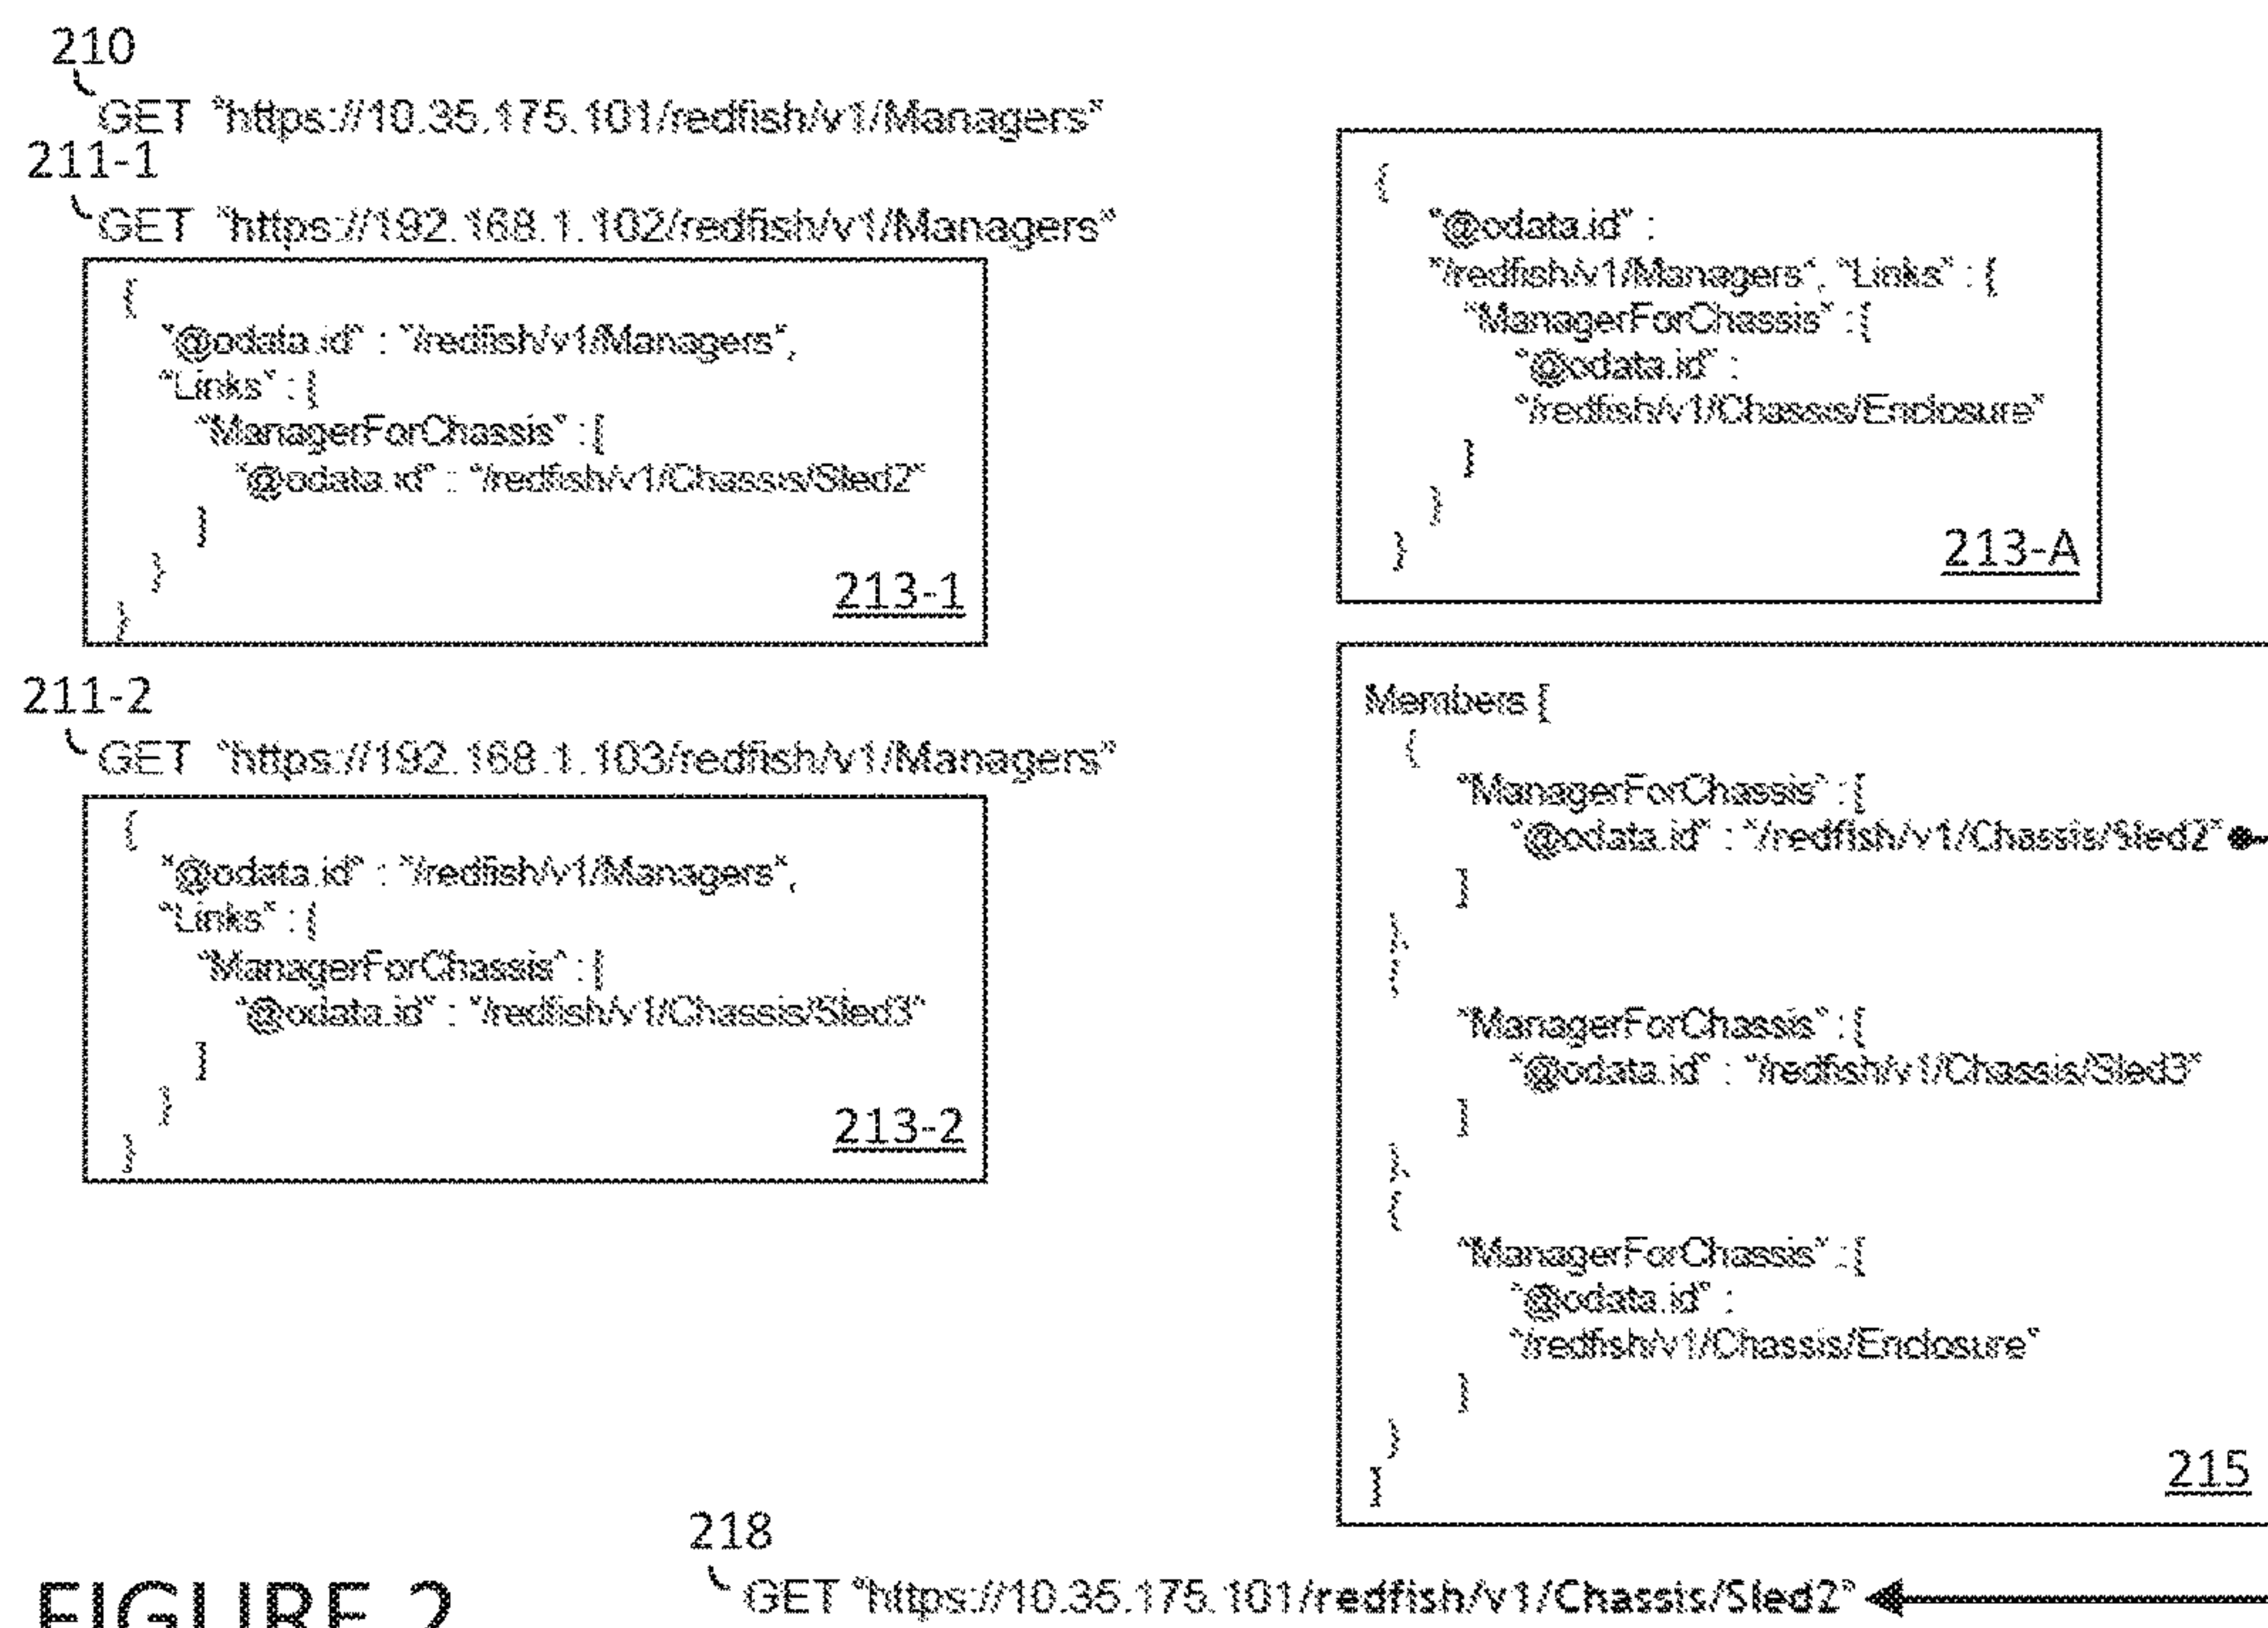 210
GET "https://10.35.175.101/redfish/v1/Managers"
211-1
GET "https://192.168.1.102/redfish/v1/Managers"
{
"@odata.id" : "/redfish/v1/Managers",
"Links" : {
"ManagerForChassis" : [
"@odata.id" : "/redfish/v1/Chassis/Sled2"
]
}
}
213-1
211-2
GET "https://192.168.1.103/redfish/v1/Managers"
{
"@odata.id" : "/redfish/v1/Managers",
"Links" : {
"ManagerForChassis" : [
"@odata.id" : "/redfish/v1/Chassis/Sled3"
]
}
}
213-2
{
"@odata.id" :
"/redfish/v1/Managers", "Links" : {
"ManagerForChassis" : [
"@odata.id" :
"/redfish/v1/Chassis/Enclosure"
]
}
}
213-A
Members [
{
"ManagerForChassis" : [
"@odata.id" : "/redfish/v1/Chassis/Sled2"
]
},
{
"ManagerForChassis" : [
"@odata.id" : "/redfish/v1/Chassis/Sled3"
]
},
{
"ManagerForChassis" : [
"@odata.id" :
"/redfish/v1/Chassis/Enclosure"
]
}
]
215
218
GET "https://10.35.175.101/redfish/v1/Chassis/Sled2"
FIGURE 2